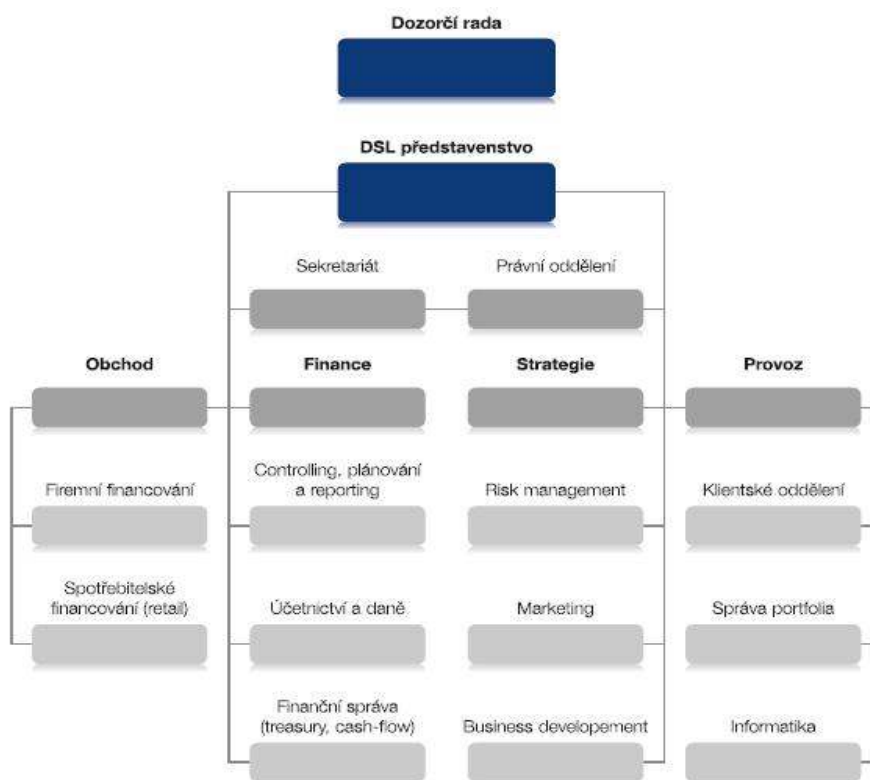 Dozorčí rada
DSL představenstvo
Sekretariát
Právní oddělení
Obchod
Finance
Strategie
Provoz
Firemní financování
Controlling, plánování
a reporting
Risk management
Klientské oddělení
Spotřebitelské
financování (retail)
Účetnictví a daně
Marketing
Správa portfolia
Finanční správa
(treasury, cash-flow)
Business developement
Informatika